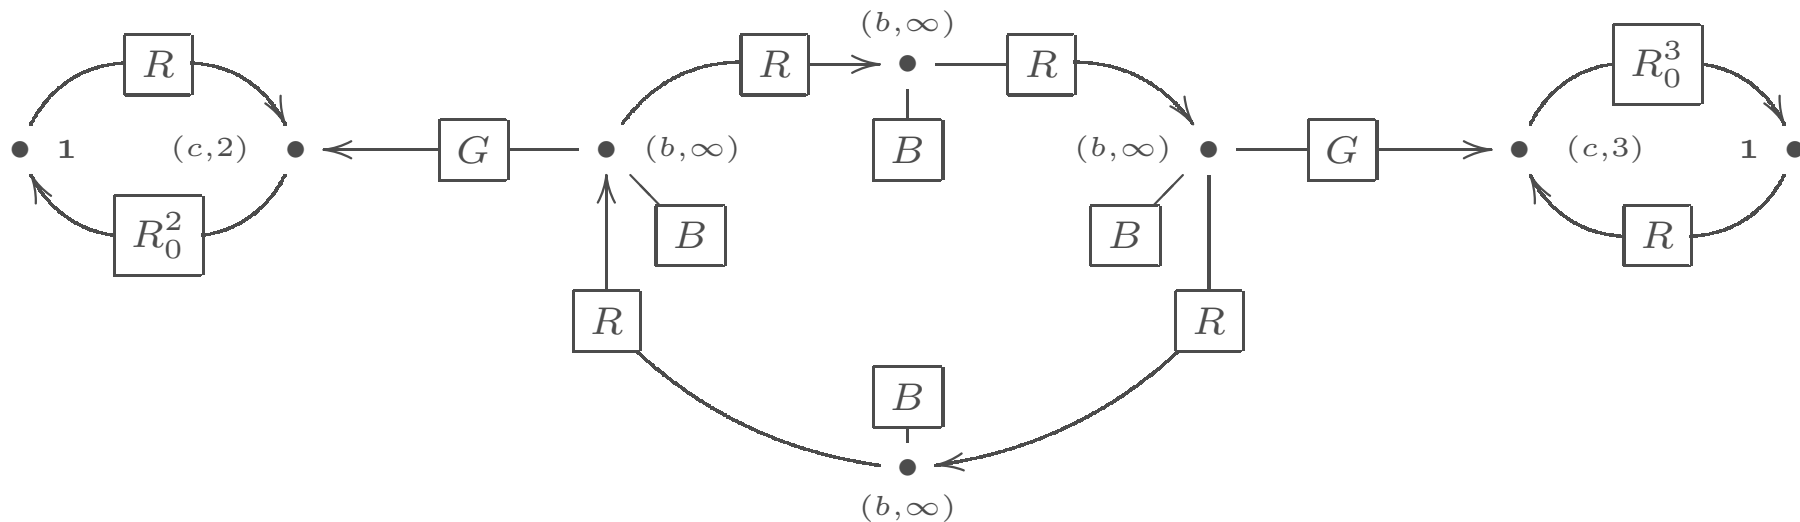 (b,∞)
R R R R_0^3
1 (c,2) G (b,∞) B (b,∞) G (c,3) 1
R_0^2 B B R
R R
B
(b,∞)